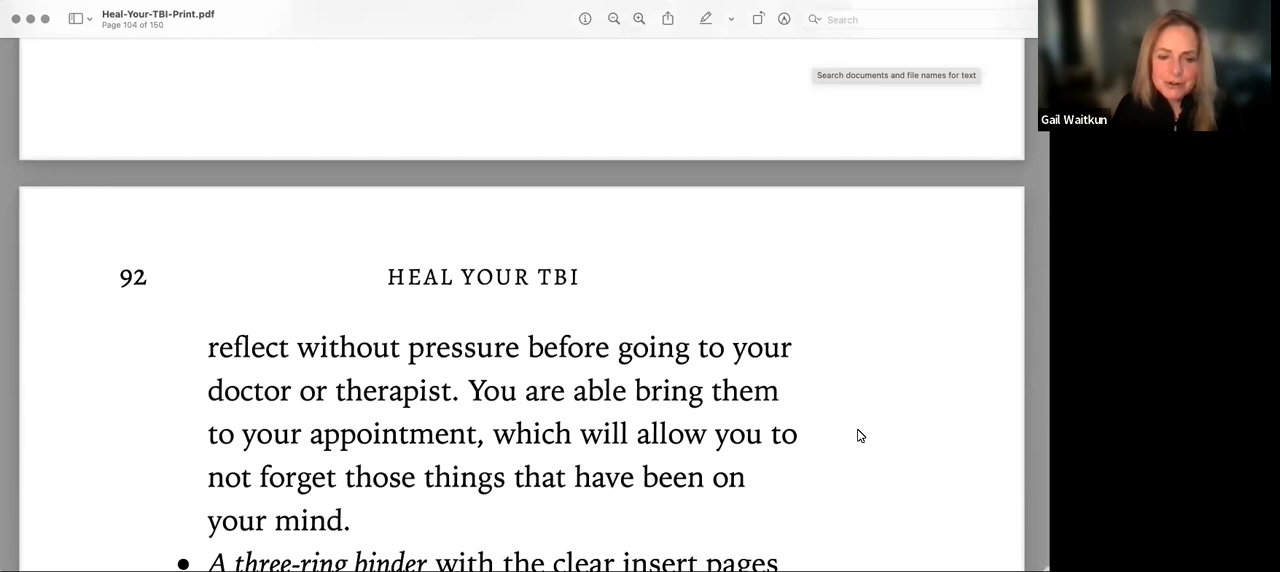 Heal-Your-TBI-Print.pdf
Page 104 of 150
Search
Search documents and file names for text
Gail Waitkun
92
HEAL YOUR TBI
reflect without pressure before going to your
doctor or therapist. You are able bring them
to your appointment, which will allow you to
not forget those things that have been on
your mind.
• A three-ring binder with the clear insert pages